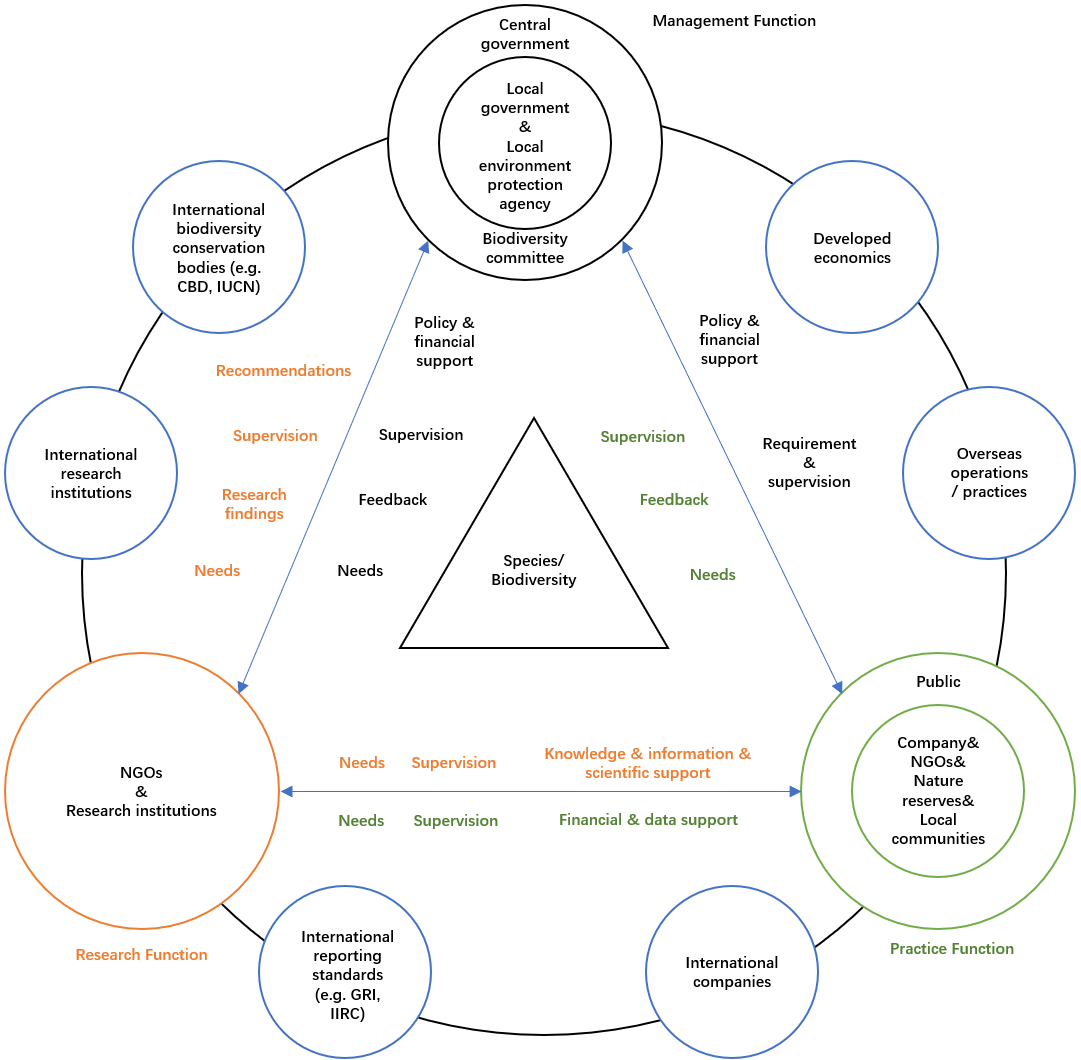 Management Function
Central
government
Local
government
&
Local
environment
protection
agency
Biodiversity
committee
International
biodiversity
conservation
bodies (e.g.
CBD, IUCN)
Developed
economics
Policy &
financial
support
Policy &
financial
support
Recommendations
Supervision
Supervision
Supervision
Requirement
&
supervision
International
research
institutions
Overseas
operations
/ practices
Research
findings
Feedback
Feedback
Needs
Needs
Species/
Biodiversity
Needs
Public
NGOs
&
Research institutions
Needs
Supervision
Knowledge & information &
scientific support
Needs
Supervision
Financial & data support
Company&
NGOs&
Nature
reserves&
Local
communities
Research Function
Practice Function
International
reporting
standards
(e.g. GRI,
IIRC)
International
companies